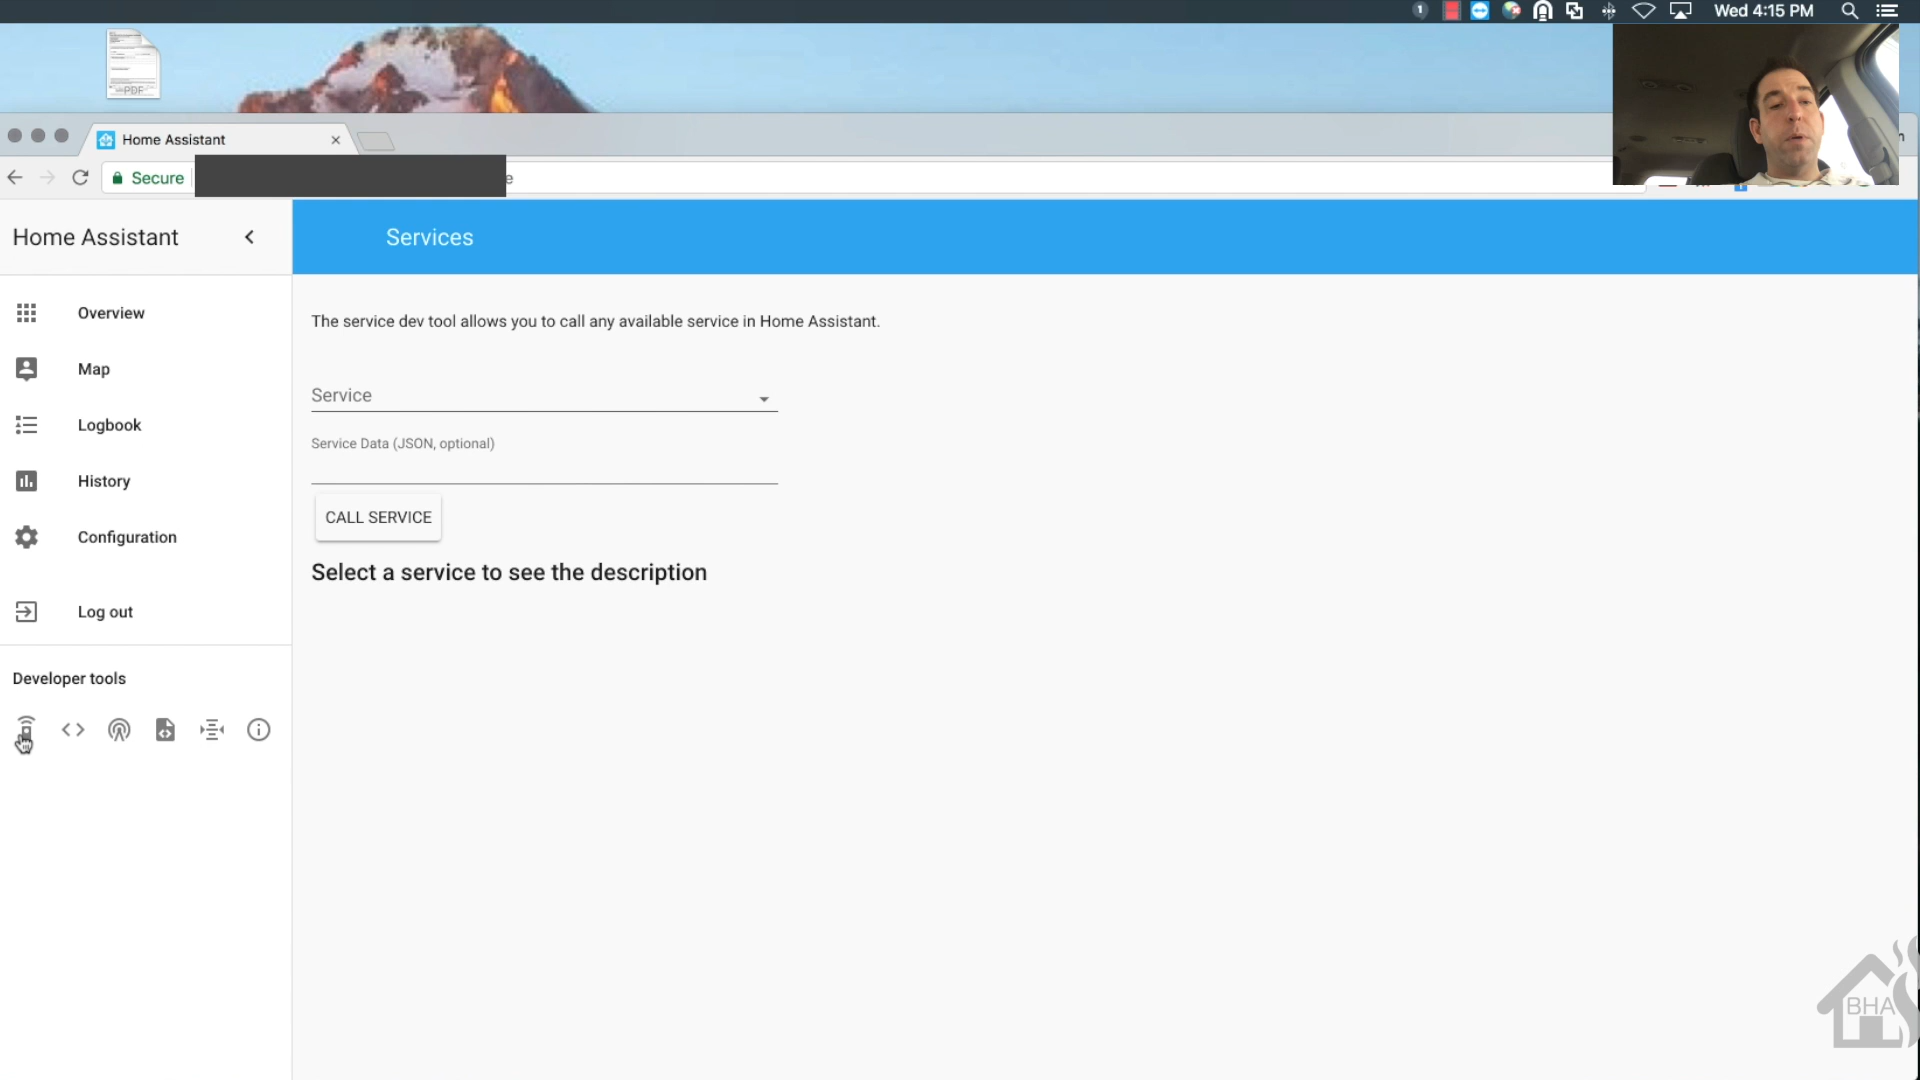 1
Wed 4:15 PM
PDF
Home Assistant
Secure
e
Home Assistant
Services
Overview
The service dev tool allows you to call any available service in Home Assistant.
Map
Service
Logbook
Service Data (JSON, optional)
History
CALL SERVICE
Configuration
Select a service to see the description
Log out
Developer tools
BHA